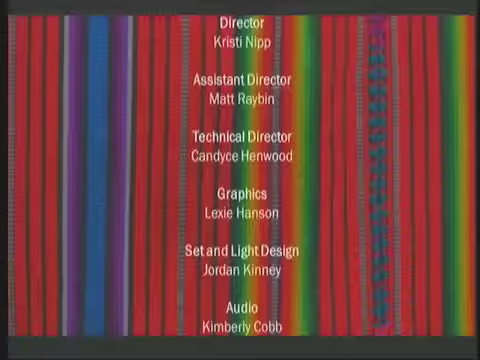 Director
Kristi Nipp
Assistant Director
Matt Raybin
Technical Director
Candyce Henwood
Graphics
Lexie Hanson
Set and Light Design
Jordan Kinney
Audio
Kimberly Cobb